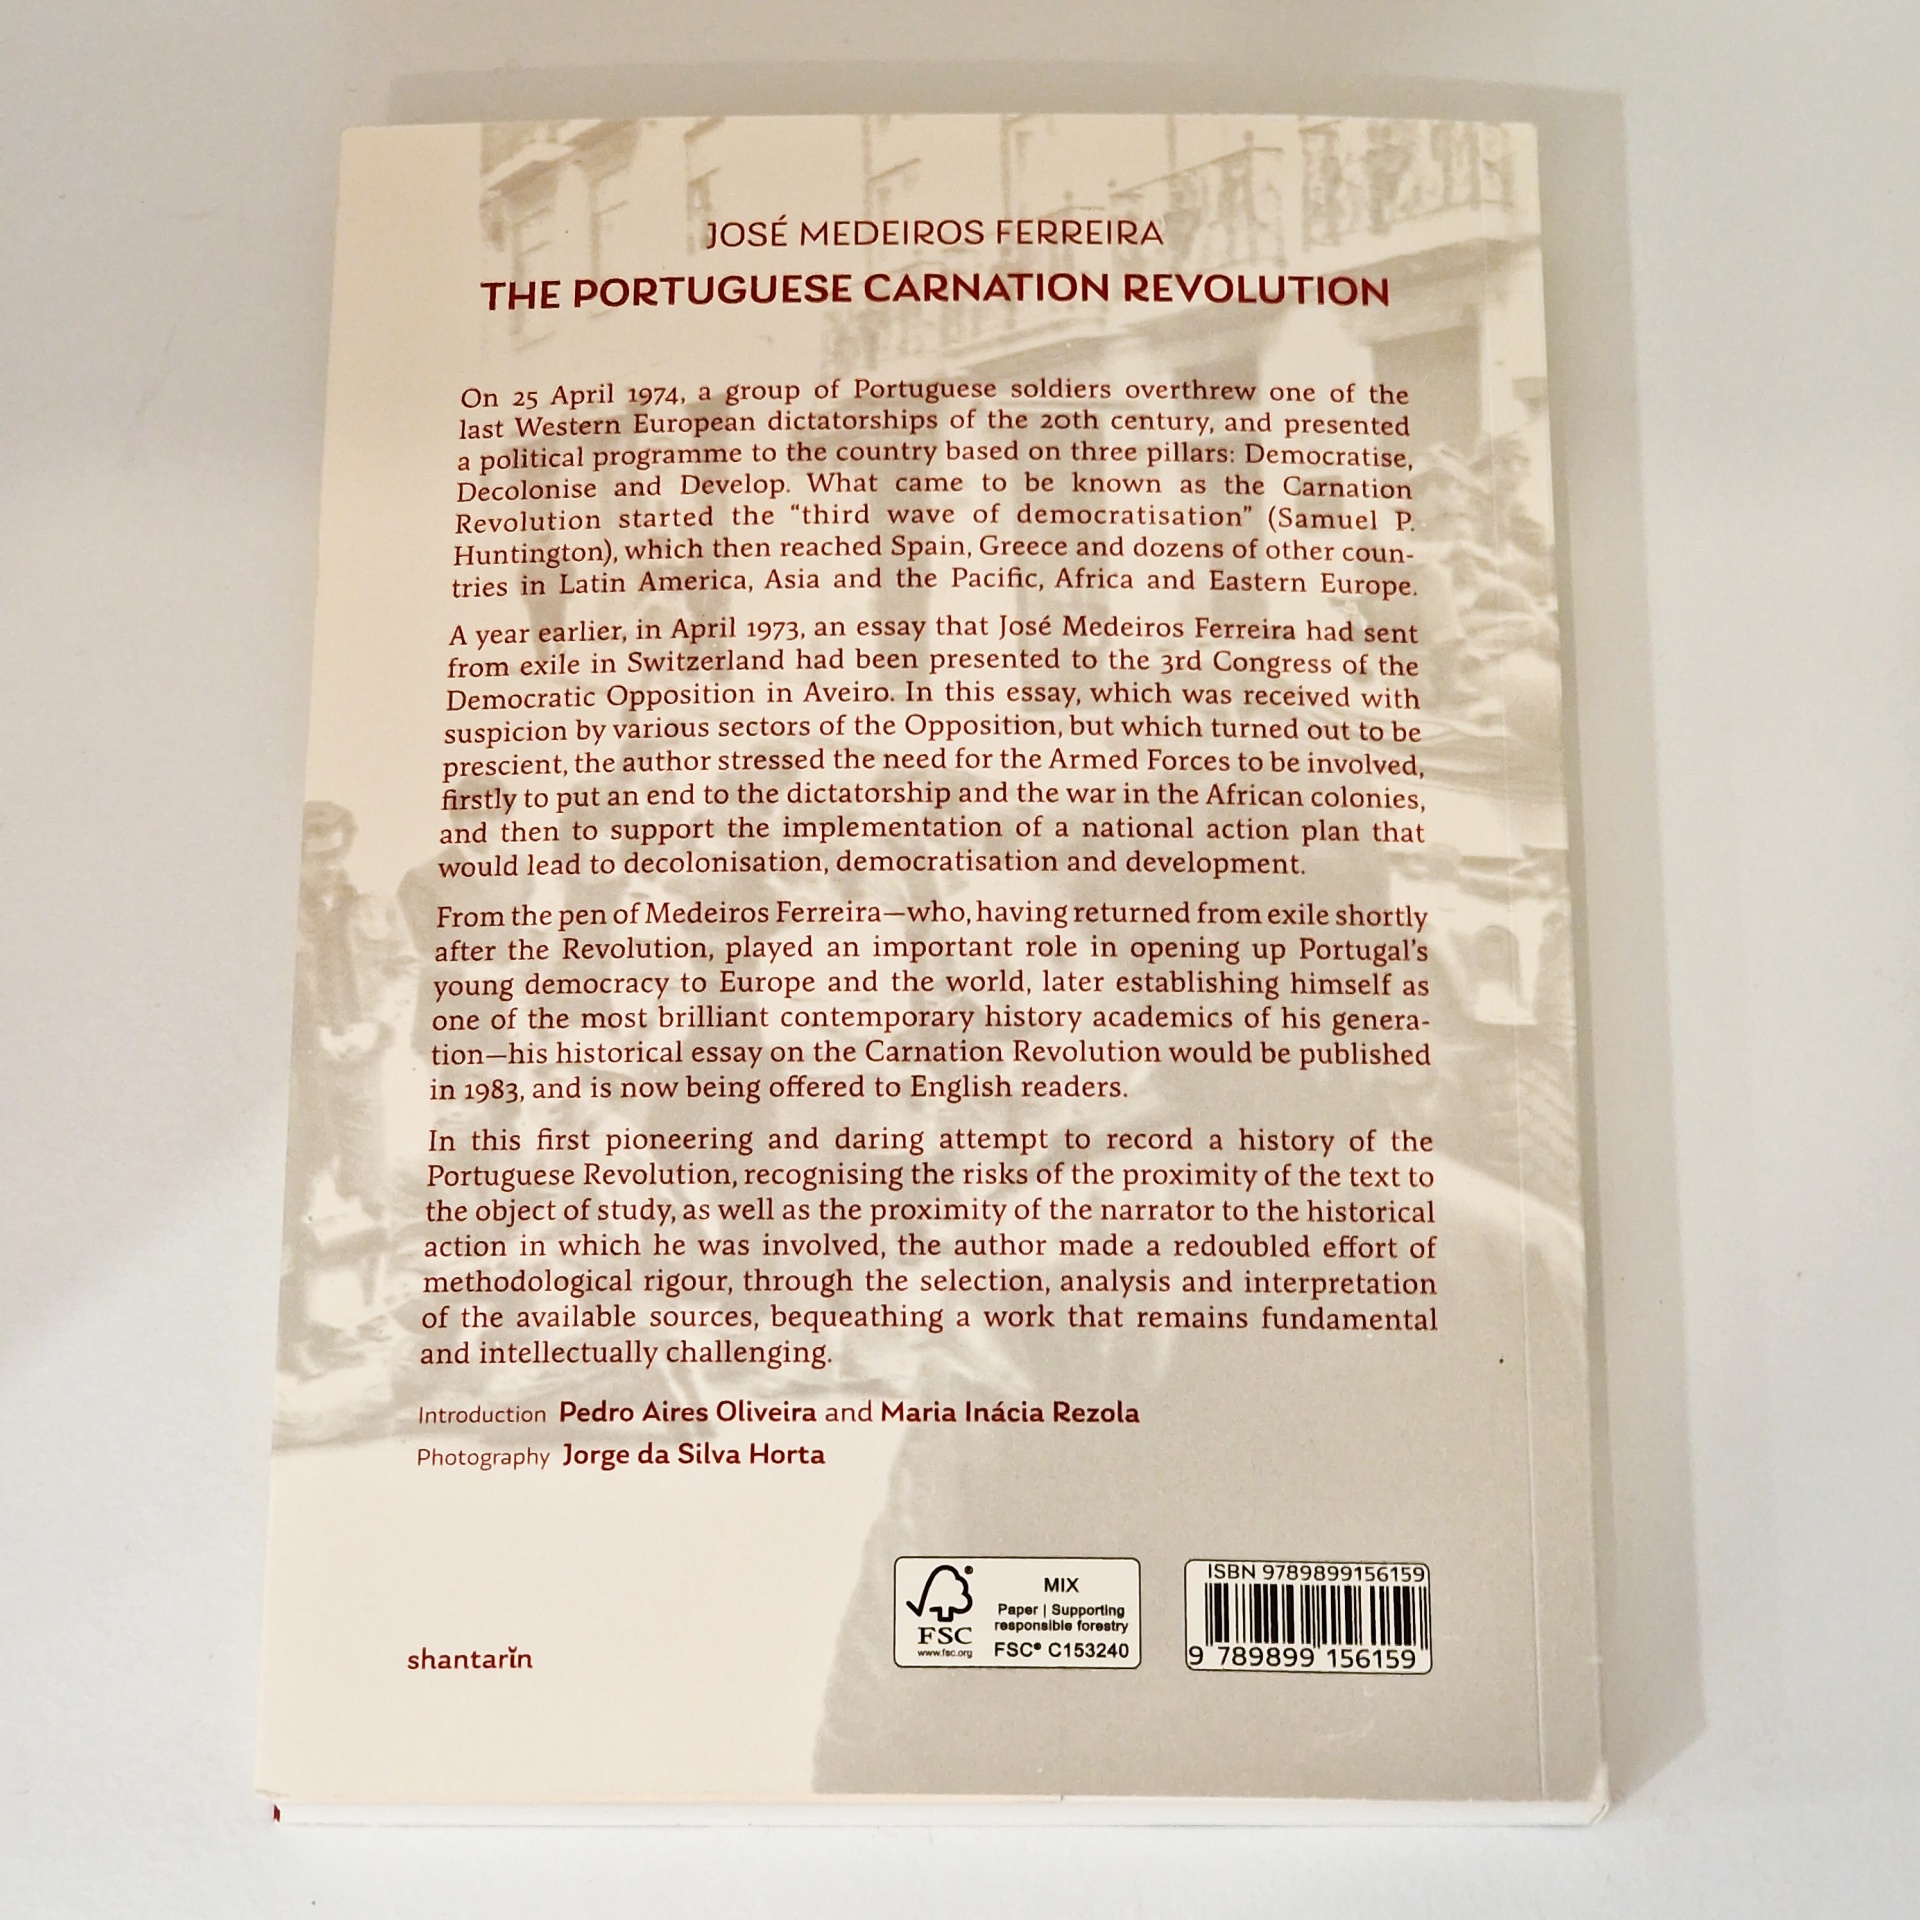 JOSÉ MEDEIROS FERREIRA
THE PORTUGUESE CARNATION REVOLUTION
On 25 April 1974, a group of Portuguese soldiers overthrew one of the
last Western European dictatorships of the 20th century, and presented
a political programme to the country based on three pillars: Democratise,
Decolonise and Develop. What came to be known as the Carnation
Revolution started the “third wave of democratisation” (Samuel P.
Huntington), which then reached Spain, Greece and dozens of other coun-
tries in Latin America, Asia and the Pacific, Africa and Eastern Europe.
A year earlier, in April 1973, an essay that José Medeiros Ferreira had sent
from exile in Switzerland had been presented to the 3rd Congress of the
Democratic Opposition in Aveiro. In this essay, which was received with
suspicion by various sectors of the Opposition, but which turned out to be
prescient, the author stressed the need for the Armed Forces to be involved,
firstly to put an end to the dictatorship and the war in the African colonies,
and then to support the implementation of a national action plan that
would lead to decolonisation, democratisation and development.
From the pen of Medeiros Ferreira—who, having returned from exile shortly
after the Revolution, played an important role in opening up Portugal’s
young democracy to Europe and the world, later establishing himself as
one of the most brilliant contemporary history academics of his genera-
tion—his historical essay on the Carnation Revolution would be published
in 1983, and is now being offered to English readers.
In this first pioneering and daring attempt to record a history of the
Portuguese Revolution, recognising the risks of the proximity of the text to
the object of study, as well as the proximity of the narrator to the historical
action in which he was involved, the author made a redoubled effort of
methodological rigour, through the selection, analysis and interpretation
of the available sources, bequeathing a work that remains fundamental
and intellectually challenging.
Introduction Pedro Aires Oliveira and Maria Inácia Rezola
Photography Jorge da Silva Horta
shantarĭn
FSC
www.fsc.org
MIX
Paper | Supporting
responsible forestry
FSC® C153240
ISBN 9789899156159
9 789899 156159